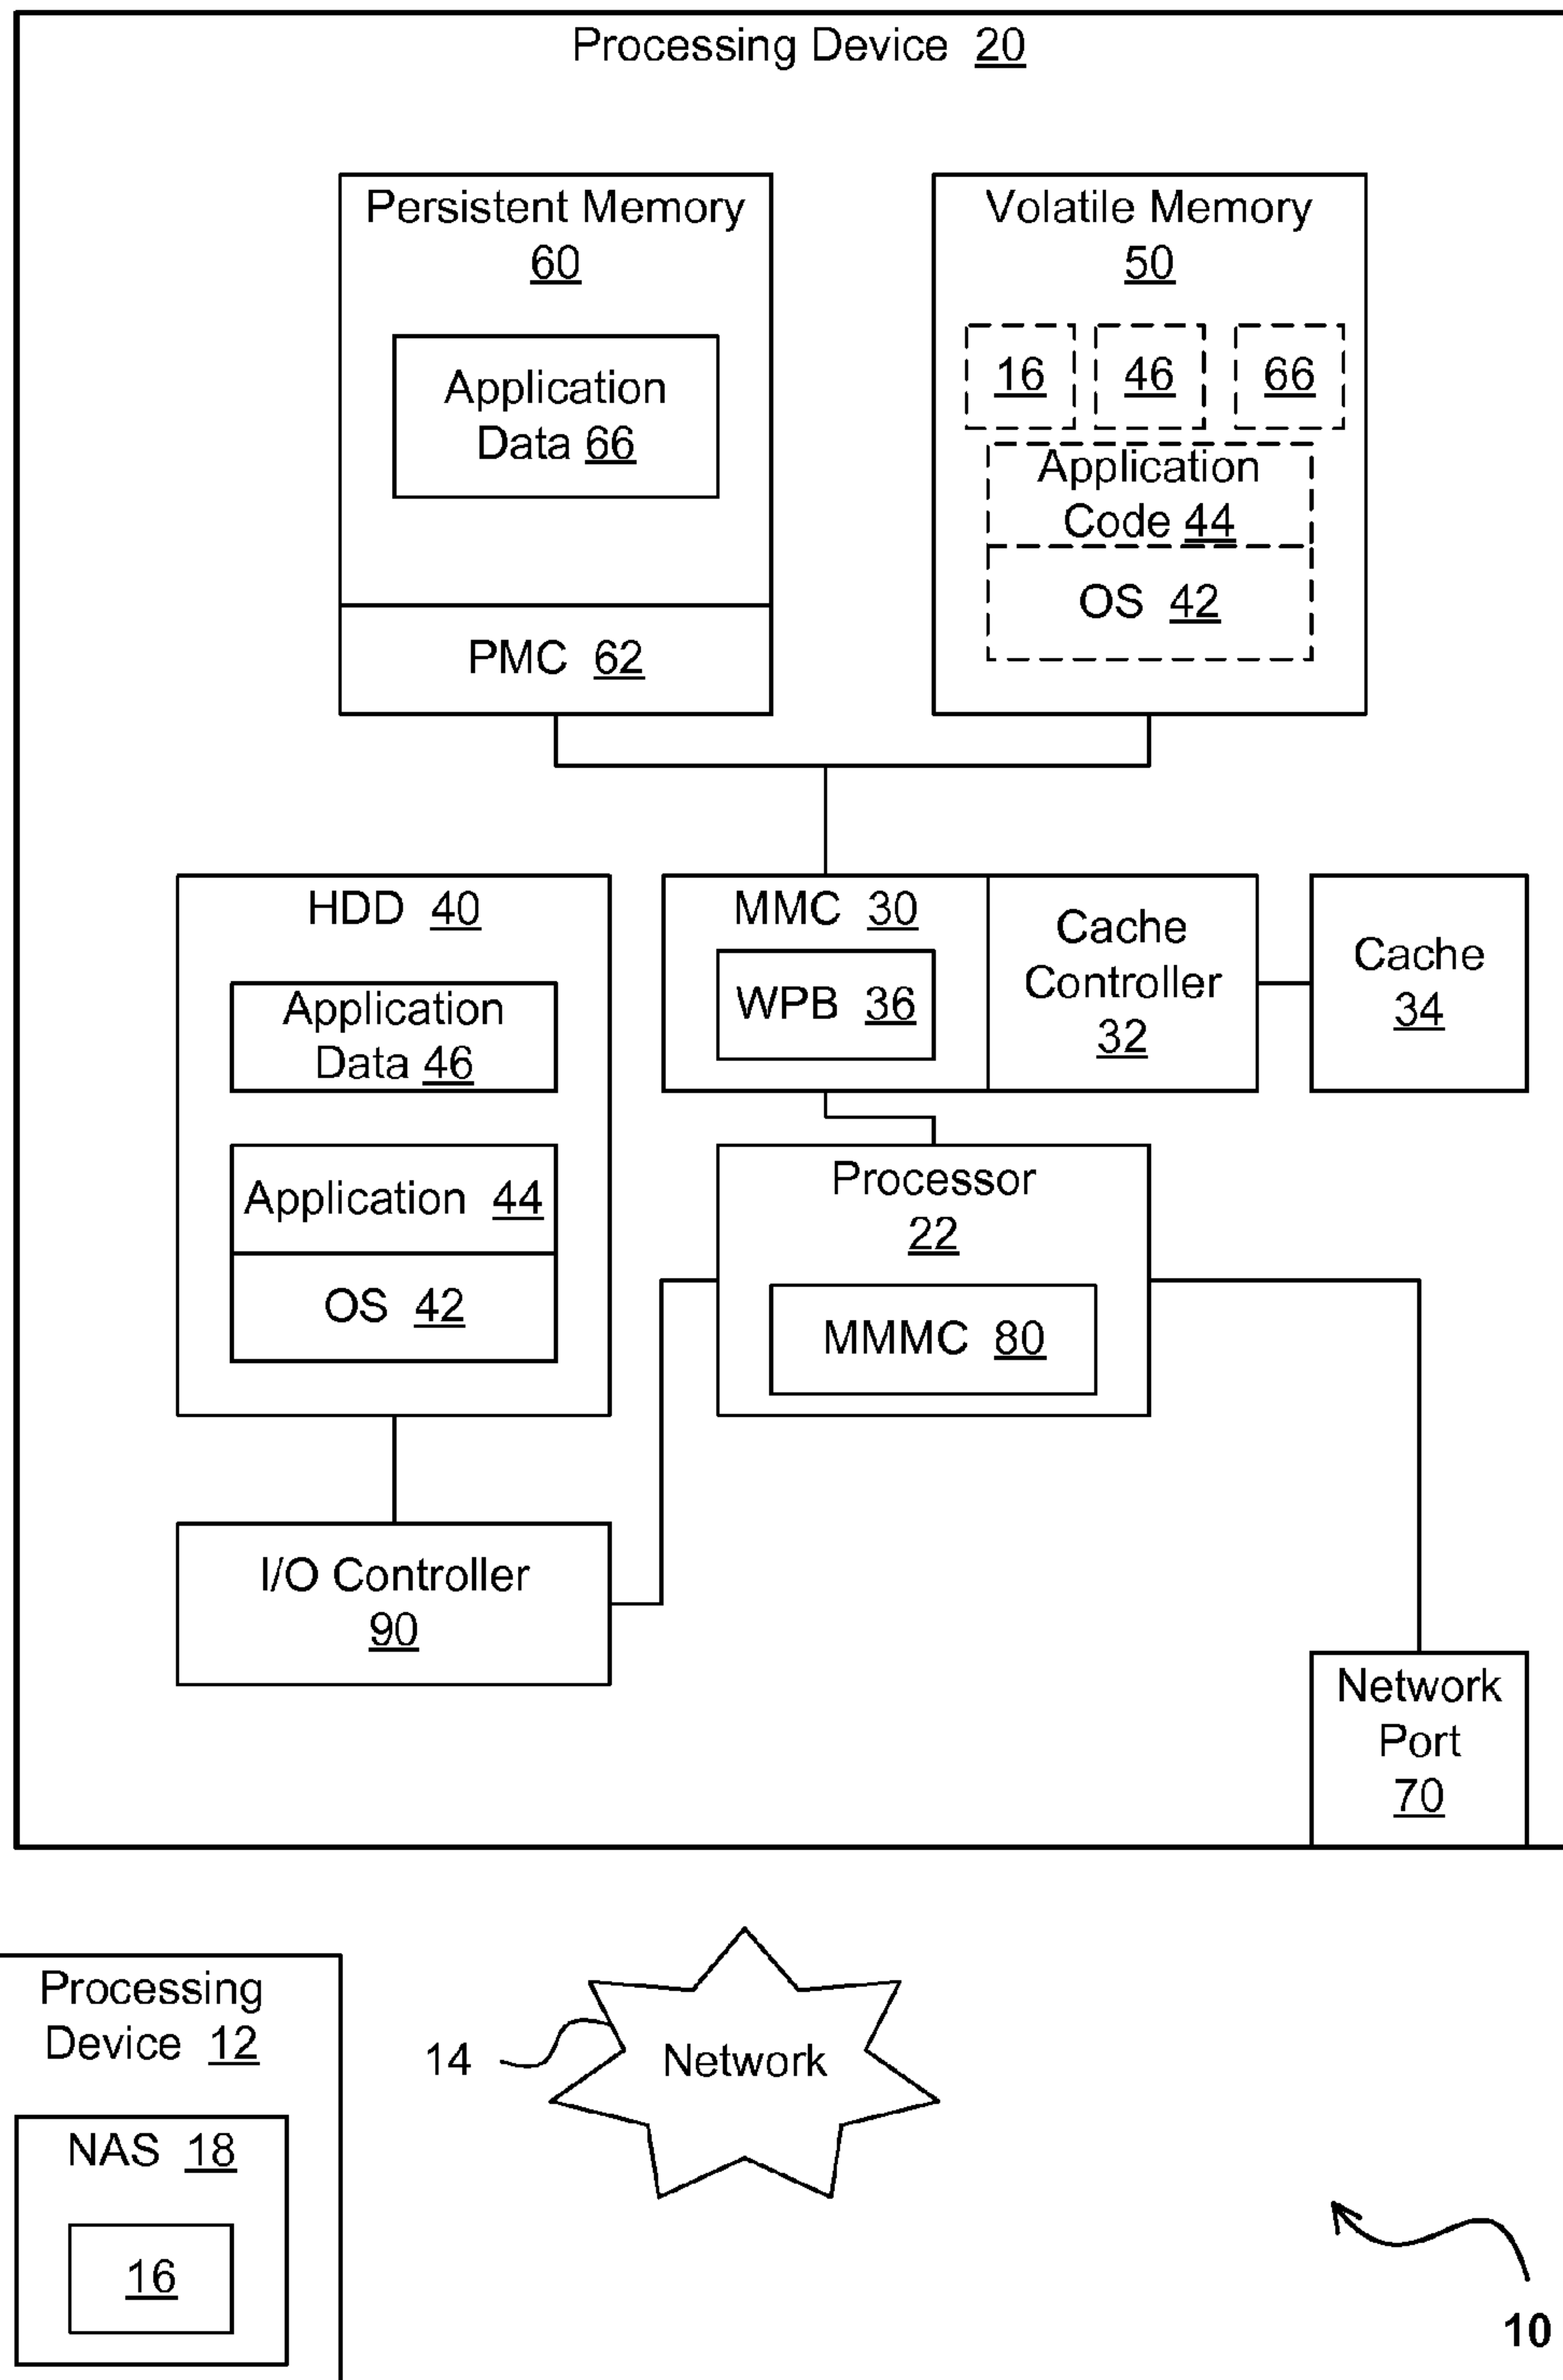 Processing Device 20
Persistent Memory
60
Application
Data 66
PMC 62
Volatile Memory
50
16 46 66
Application
Code 44
OS 42
HDD 40
Application
Data 46
Application 44
OS 42
MMC 30
WPB 36
Cache
Controller
32
Cache
34
Processor
22
MMMC 80
I/O Controller
90
Network
Port
70
Processing
Device 12
NAS 18
16
14
Network
10